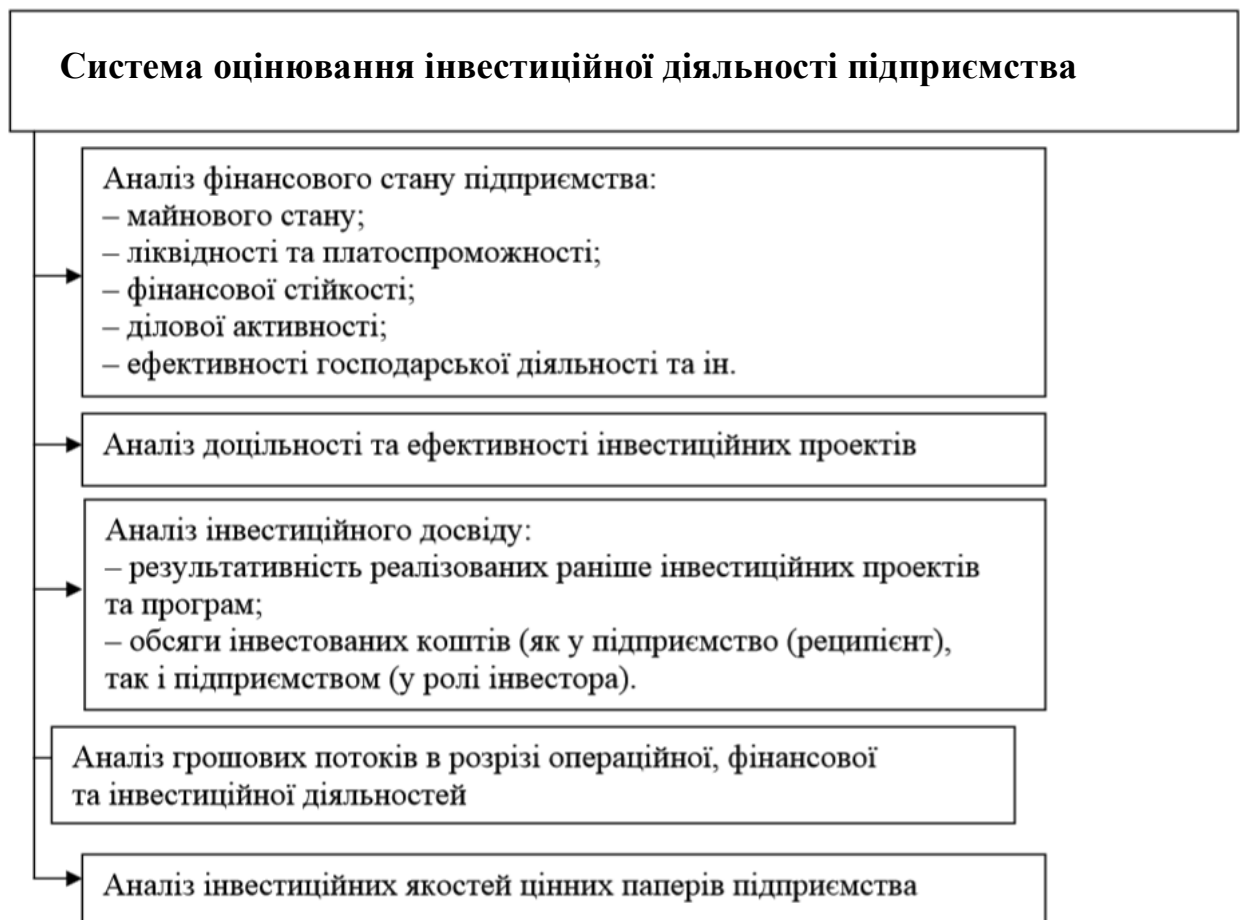 Система оцінювання інвестиційної діяльності підприємства
Аналіз фінансового стану підприємства:
– майнового стану;
– ліквідності та платоспроможності;
– фінансової стійкості;
– ділової активності;
– ефективності господарської діяльності та ін.
Аналіз доцільності та ефективності інвестиційних проектів
Аналіз інвестиційного досвіду:
– результативність реалізованих раніше інвестиційних проектів
та програм;
– обсяги інвестованих коштів (як у підприємство (реципієнт),
так і підприємством (у ролі інвестора).
Аналіз грошових потоків в розрізі операційної, фінансової
та інвестиційної діяльностей
Аналіз інвестиційних якостей цінних паперів підприємства